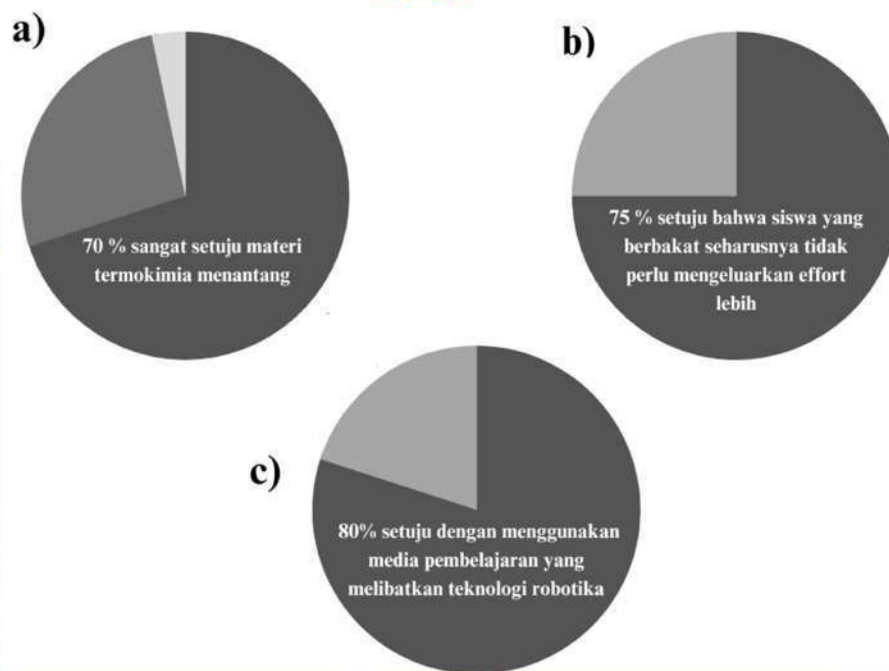 a)
70 % sangat setuju materi
termokimia menantang
b)
75 % setuju bahwa siswa yang
berbakat seharusnya tidak
perlu mengeluarkan effort
lebih
c)
80% setuju dengan menggunakan
media pembelajaran yang
melibatkan teknologi robotika